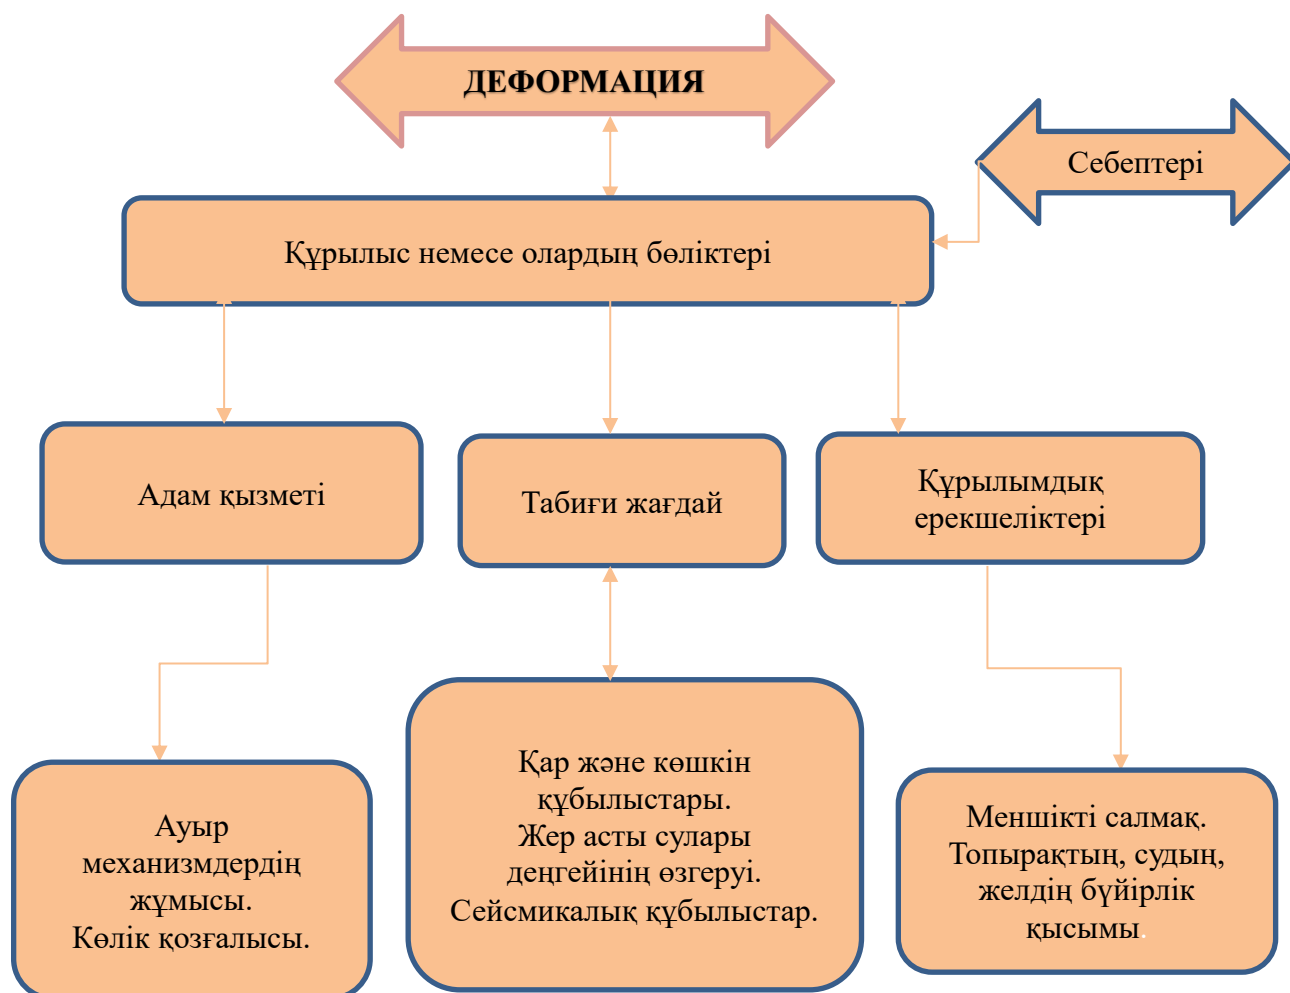 ДЕФОРМАЦИЯ
Себептері
Құрылыс немесе олардың бөліктері
Адам қызметі
Табиғи жағдай
Құрылымдық
ерекшеліктері
Ауыр
механизмдердің
жұмысы.
Көлік қозғалысы.
Қар және көшкін
құбылыстары.
Жер асты сулары
деңгейінің өзгеруі.
Сейсмикалық құбылыстар.
Меншікті салмақ.
Топырақтың, судың,
желдің бүйірлік
қысымы.